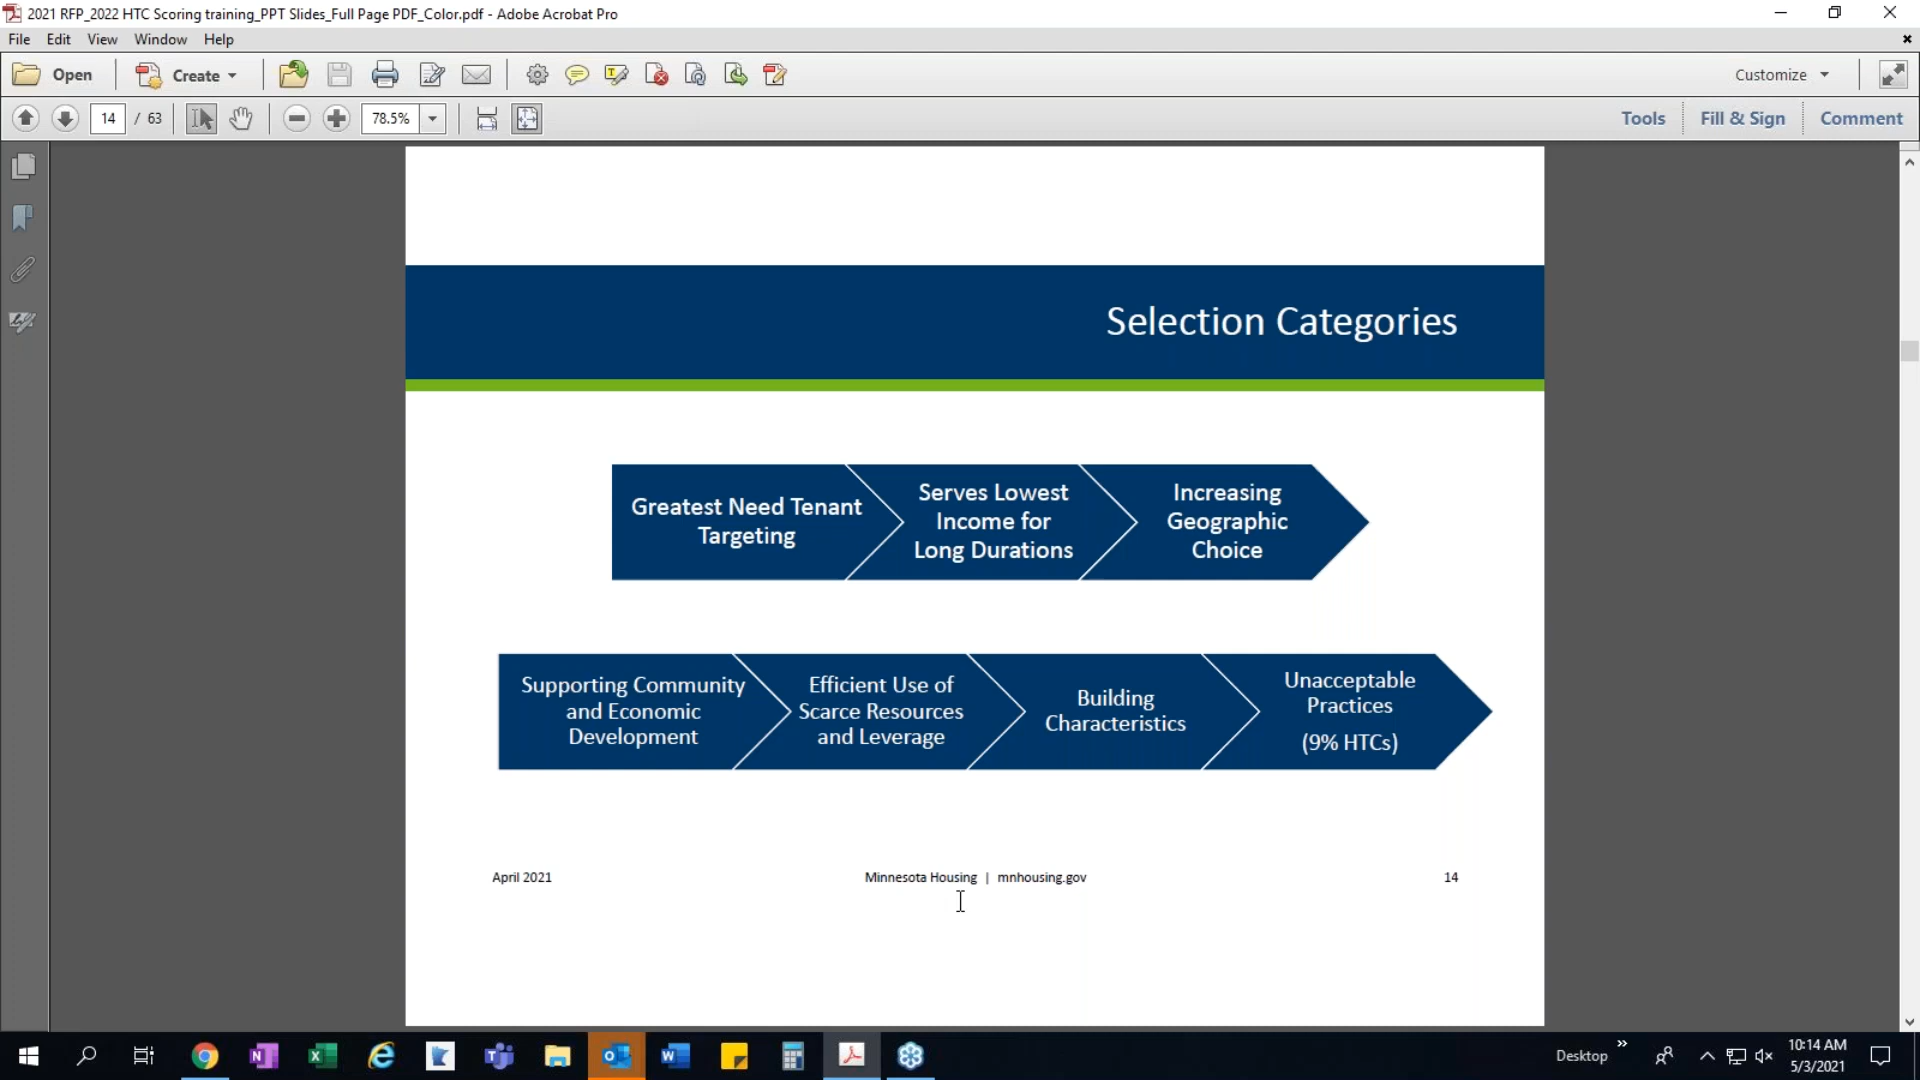 2021 RFP_2022 HTC Scoring training_PPT Slides_Full Page PDF_Color.pdf - Adobe Acrobat Pro
File Edit View Window Help
Open Create Customize
14 / 63 78.5% Tools Fill & Sign Comment
Selection Categories
Greatest Need Tenant
Targeting
Serves Lowest
Income for
Long Durations
Increasing
Geographic
Choice
Supporting Community
and Economic
Development
Efficient Use of
Scarce Resources
and Leverage
Building
Characteristics
Unacceptable
Practices
(9% HTCs)
April 2021 Minnesota Housing | mnhousing.gov 14
Desktop
10:14 AM
5/3/2021